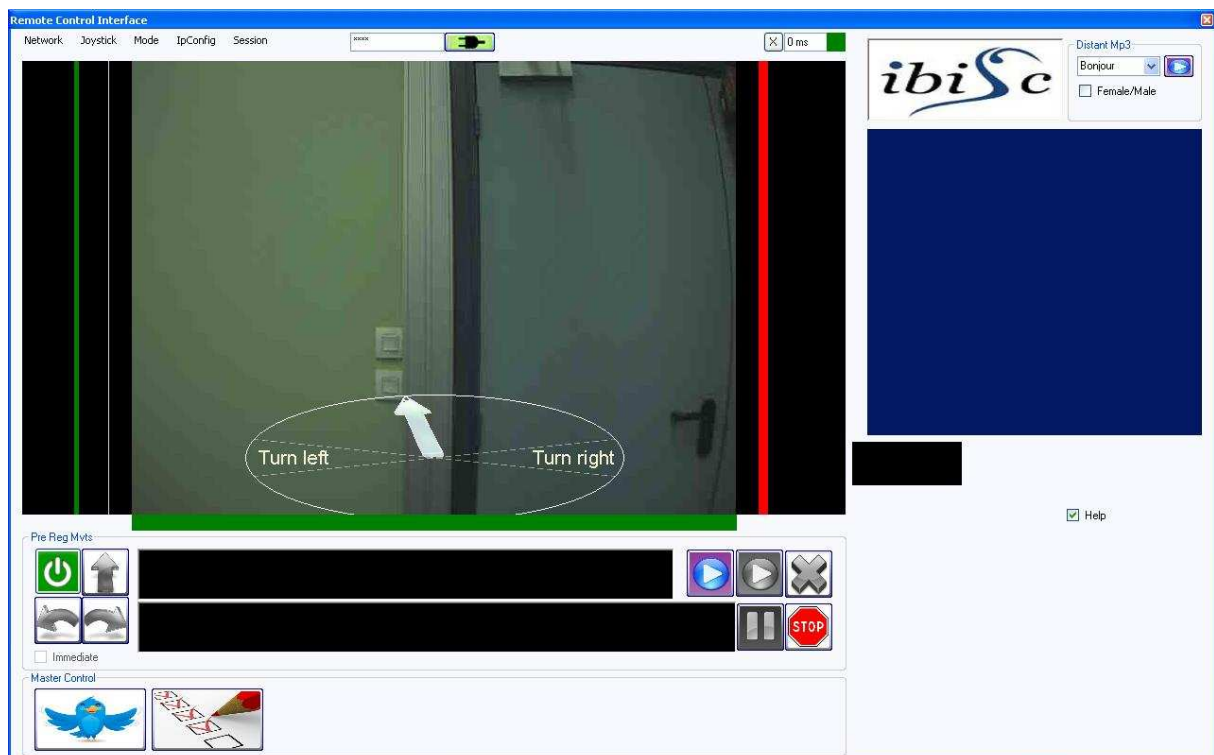 Remote Control Interface
Network Joystick Mode IpConfig Session
**** X 0 ms
ibiSc
Distant Mp3
Bonjour
Female/Male
Turn left Turn right
Help
Pre Reg Mvts
STOP
Immediate
Master Control